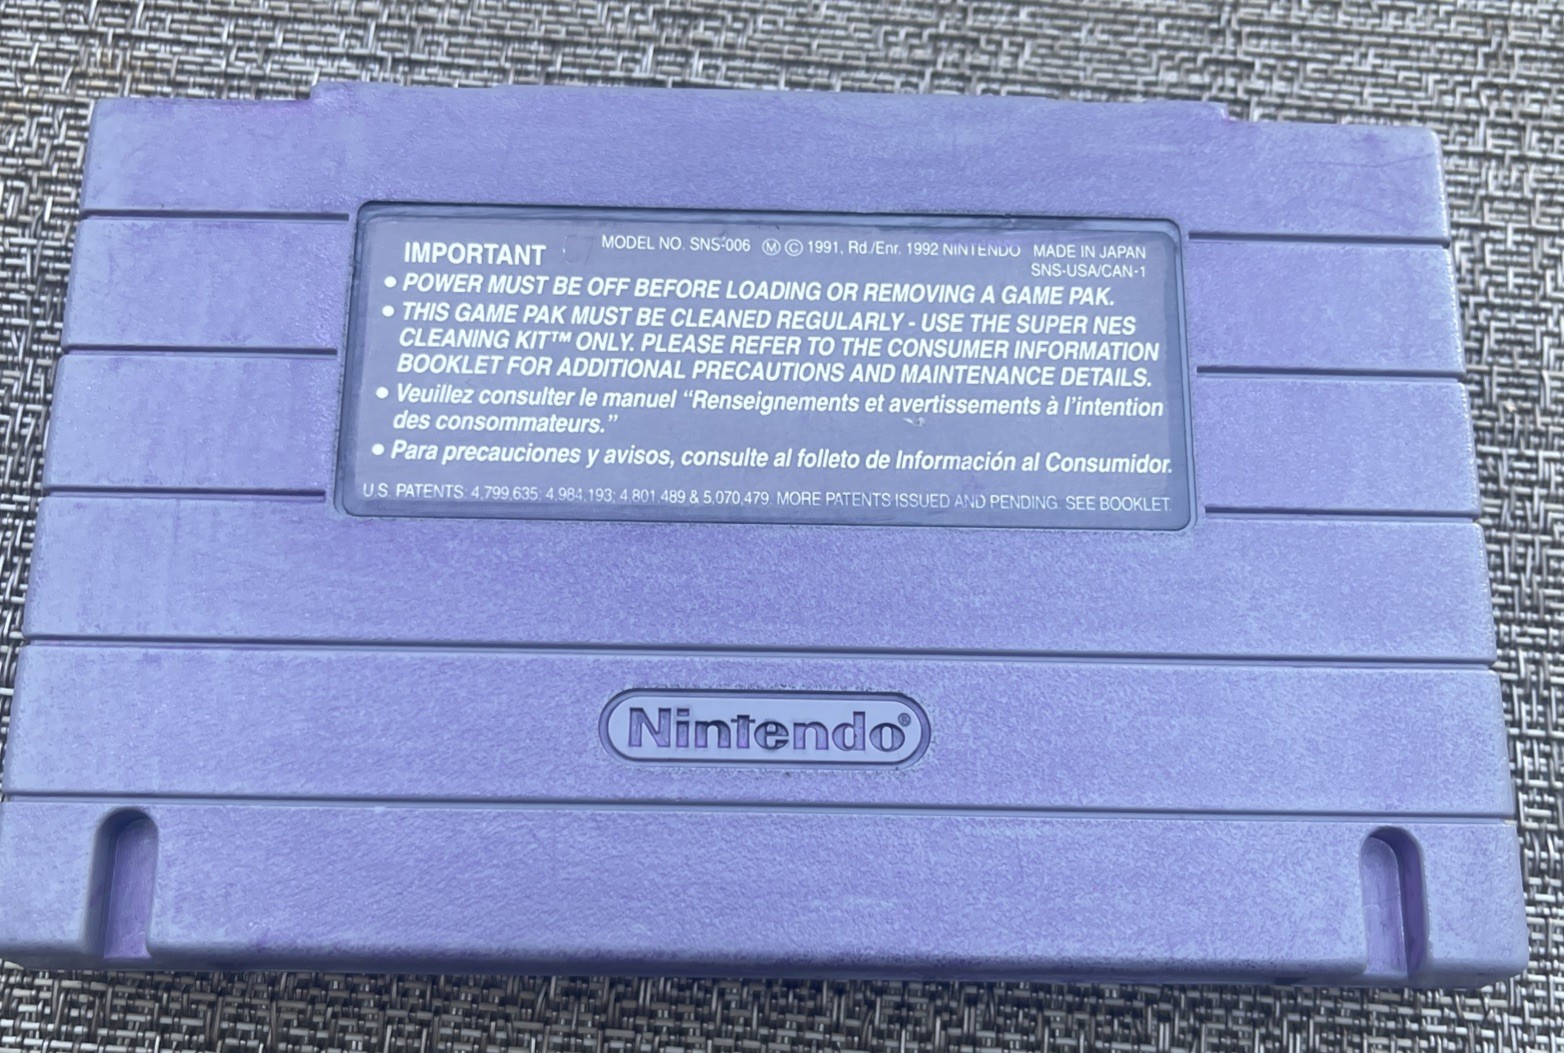 IMPORTANT MODEL NO. SNS-006 Ⓜ © 1991, Rd./Enr. 1992 NINTENDO MADE IN JAPAN
SNS-USA/CAN-1
• POWER MUST BE OFF BEFORE LOADING OR REMOVING A GAME PAK.
• THIS GAME PAK MUST BE CLEANED REGULARLY - USE THE SUPER NES
CLEANING KIT™ ONLY. PLEASE REFER TO THE CONSUMER INFORMATION
BOOKLET FOR ADDITIONAL PRECAUTIONS AND MAINTENANCE DETAILS.
• Veuillez consulter le manuel “Renseignements et avertissements à l’intention
des consommateurs.”
• Para precauciones y avisos, consulte al folleto de Información al Consumidor.
U.S. PATENTS: 4,799,635; 4,984,193; 4,801,489 & 5,070,479. MORE PATENTS ISSUED AND PENDING. SEE BOOKLET.
Nintendo®